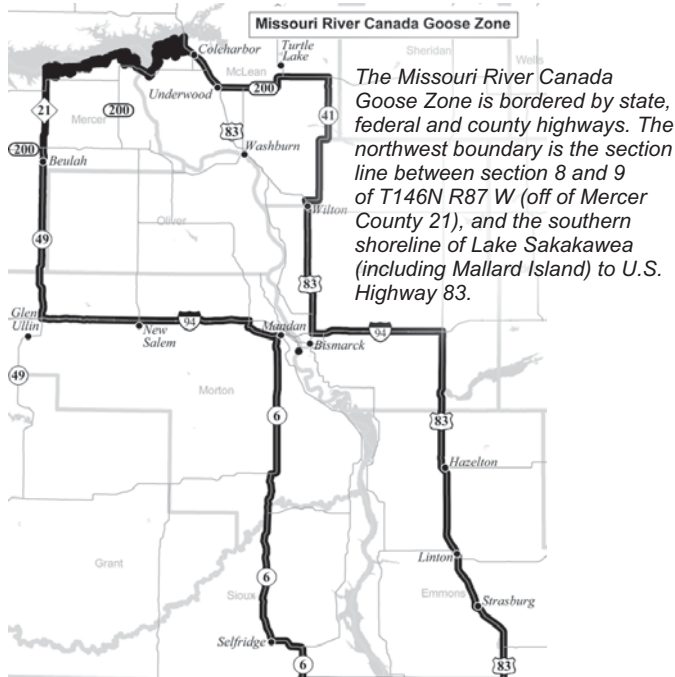 Missouri River Canada Goose Zone
Coleharbor
Turtle
Lake
Sheridan
Wells
McLean
200
Underwood
21
Mercer
200
83
41
Washburn
200
Beulah
The Missouri River Canada
Goose Zone is bordered by state,
federal and county highways. The
northwest boundary is the section
line between section 8 and 9
of T146N R87 W (off of Mercer
County 21), and the southern
shoreline of Lake Sakakawea
(including Mallard Island) to U.S.
Highway 83.
Wilton
Oliver
49
83
Glen
Ullin
94
New
Salem
Mandan
94
Bismarck
49
Morton
6
83
Hazelton
Grant
Linton
6
Sioux
Emmons
Strasburg
Selfridge
6
83